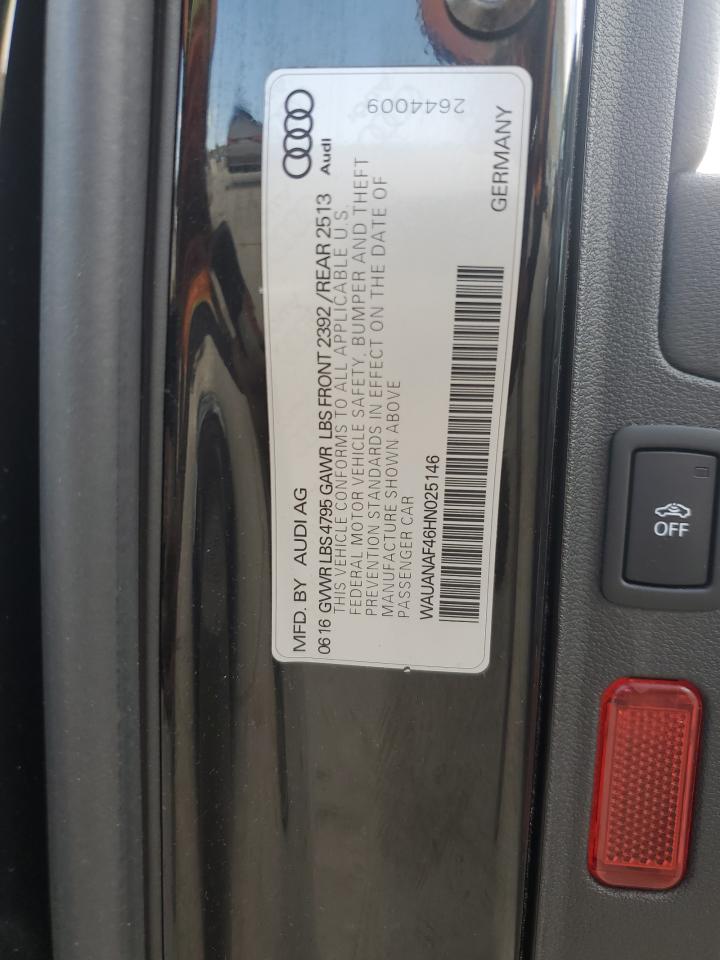 Audi
2644009
MFD. BY AUDI AG
0616 GVWR LBS 4795 GAWR LBS FRONT 2392/REAR 2513
THIS VEHICLE CONFORMS TO ALL APPLICABLE U.S.
FEDERAL MOTOR VEHICLE SAFETY, BUMPER AND THEFT
PREVENTION STANDARDS IN EFFECT ON THE DATE OF
MANUFACTURE SHOWN ABOVE
PASSENGER CAR
WAUANAF46HN025146
GERMANY
OFF